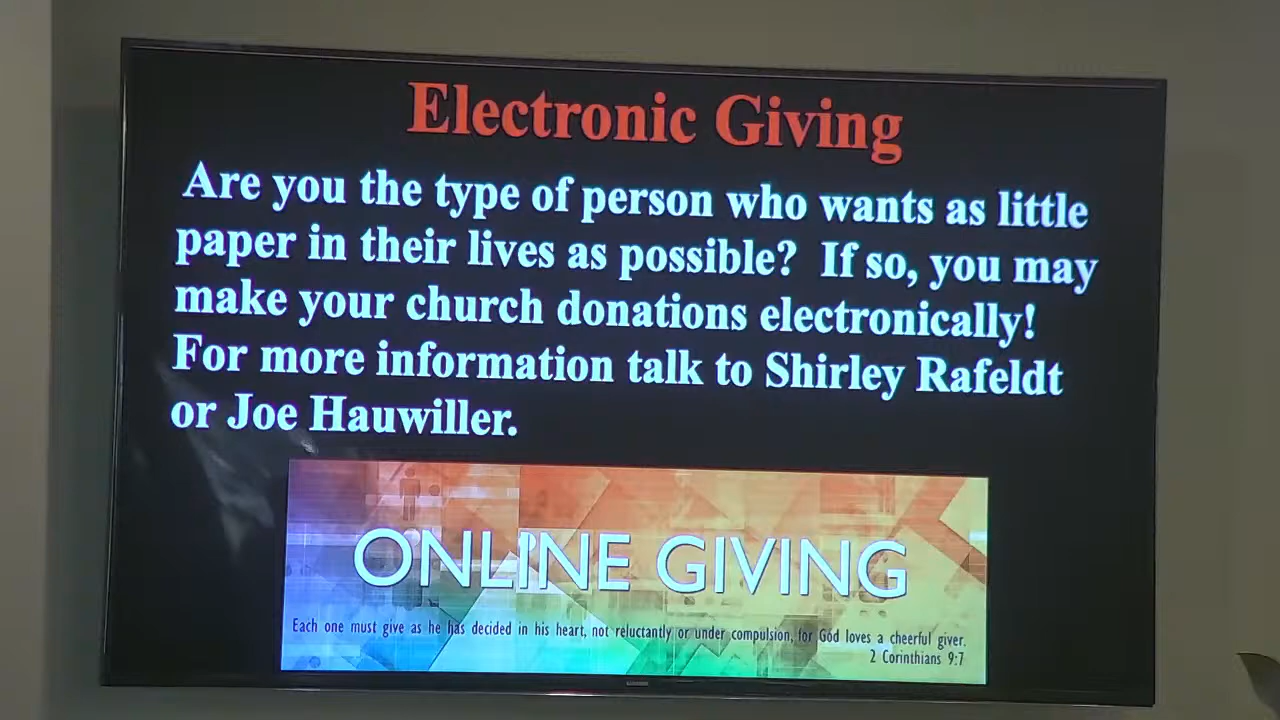 Electronic Giving
Are you the type of person who wants as little
paper in their lives as possible? If so, you may
make your church donations electronically!
For more information talk to Shirley Rafeldt
or Joe Hauwiller.
ONLINE GIVING
Each one must give as he has decided in his heart, not reluctantly or under compulsion, for God loves a cheerful giver.
2 Corinthians 9:7